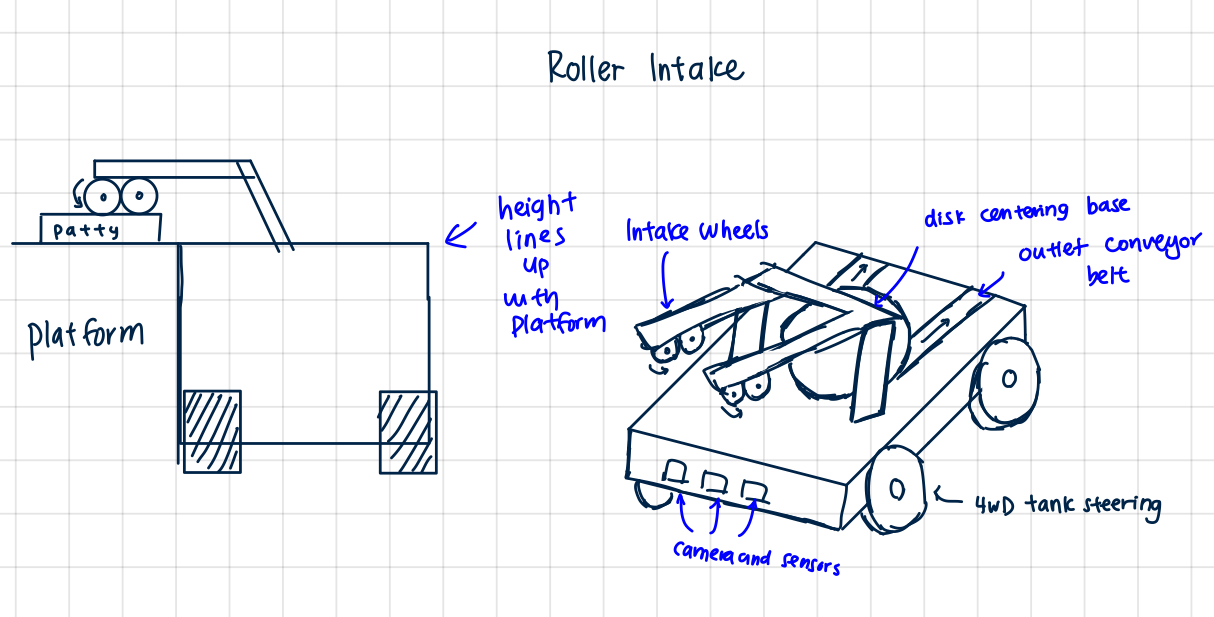 Roller Intake
patty
platform
height
lines
up
with
platform
Intake wheels
disk centering base
outlet conveyor
belt
4WD tank steering
camera and sensors